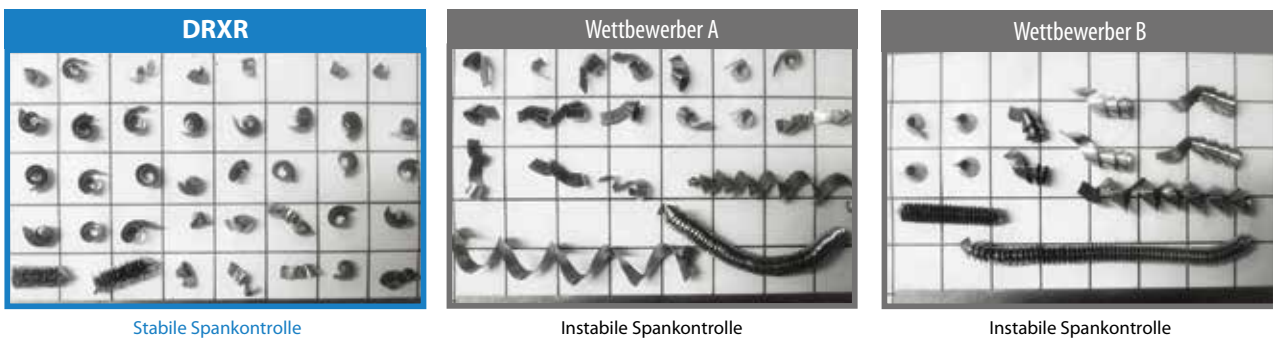 DRXR
Wettbewerber A
Wettbewerber B
Stabile Spankontrolle
Instabile Spankontrolle
Instabile Spankontrolle